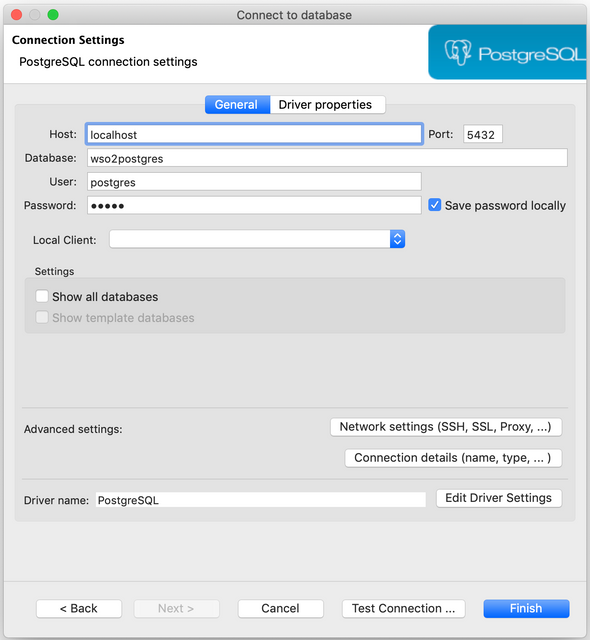 Connect to database
Connection Settings
PostgreSQL connection settings
PostgreSQL
General Driver properties
Host: localhost Port: 5432
Database: wso2postgres
User: postgres
Password: ●●●●● Save password locally
Local Client:
Settings
Show all databases
Show template databases
Advanced settings: Network settings (SSH, SSL, Proxy, ...)
Connection details (name, type, ... )
Driver name: PostgreSQL Edit Driver Settings
< Back Next > Cancel Test Connection ... Finish